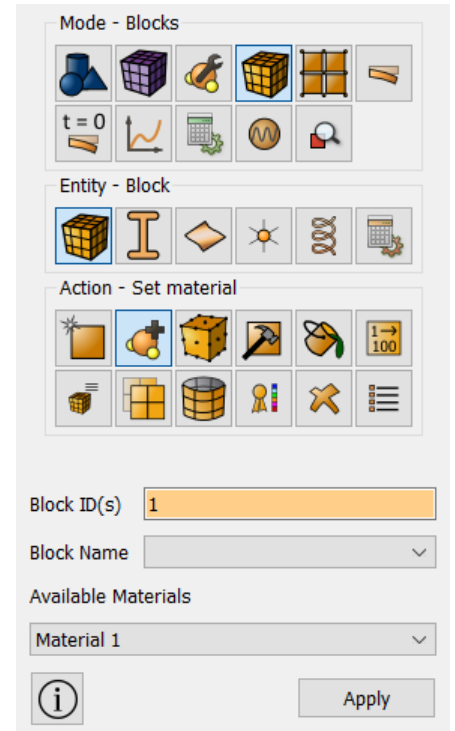 Mode - Blocks
t = 0
Entity - Block
Action - Set material
1→
100
Block ID(s) 1
Block Name
Available Materials
Material 1
i Apply